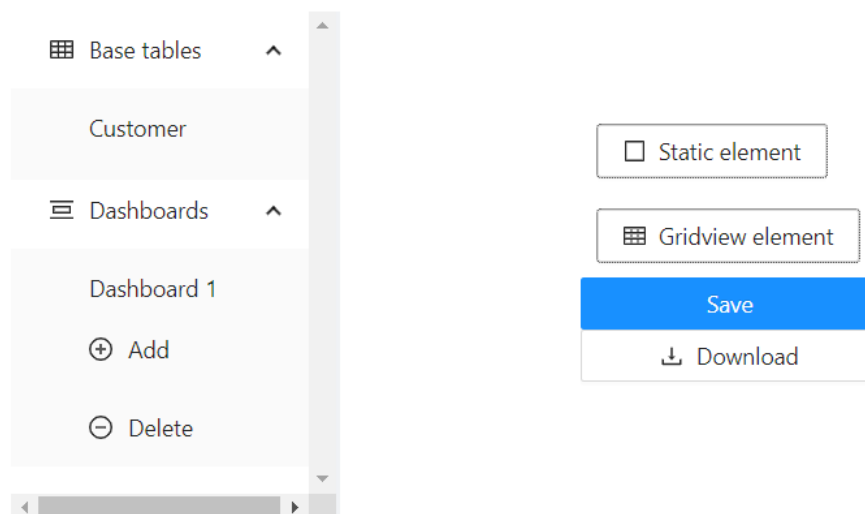 Base tables
Customer
Dashboards
Dashboard 1
Add
Delete
Static element
Gridview element
Save
Download